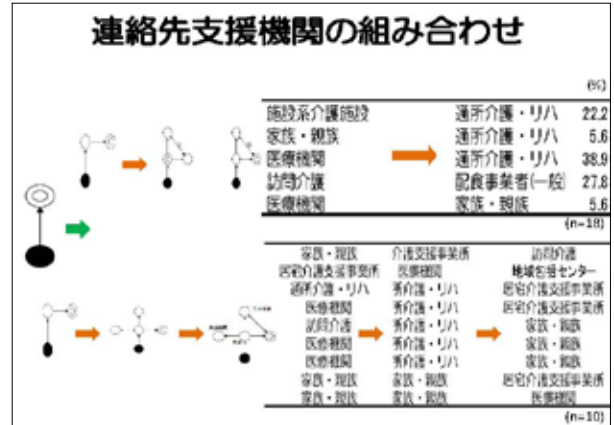 連絡先支援機関の組み合わせ
(%)
施設系介護施設 通所介護・リハ 22.2
家族・親族 通所介護・リハ 5.6
医療機関 通所介護・リハ 38.9
訪問介護 配食事業者(一般) 27.8
医療機関 家族・親族 5.6
(n=18)
家族・親族 介護支援事業所 訪問介護
居宅介護支援事業所 医療機関 地域包括センター
通所介護・リハ 所介護・リハ 居宅介護支援事業所
医療機関 所介護・リハ 居宅介護支援事業所
訪問介護 所介護・リハ 家族・親族
医療機関 所介護・リハ 家族・親族
医療機関 所介護・リハ 家族・親族
家族・親族 家族・親族 居宅介護支援事業所
家族・親族 家族・親族 医療機関
(n=10)